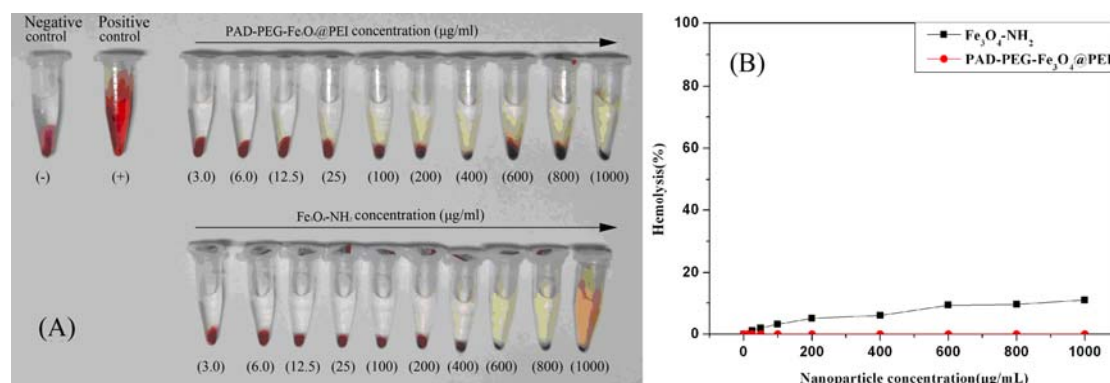 Negative control
Positive control
PAD-PEG-Fe₃O₄@PEI concentration (μg/ml)
(-)
(+)
(3.0) (6.0) (12.5) (25) (100) (200) (400) (600) (800) (1000)
Fe₃O₄-NH₂ concentration (μg/ml)
(A)
(3.0) (6.0) (12.5) (25) (100) (200) (400) (600) (800) (1000)
(B)
Fe₃O₄-NH₂
PAD-PEG-Fe₃O₄@PEI
Hemolysis(%)
100
80
60
40
20
0
0 200 400 600 800 1000
Nanoparticle concentration(μg/mL)